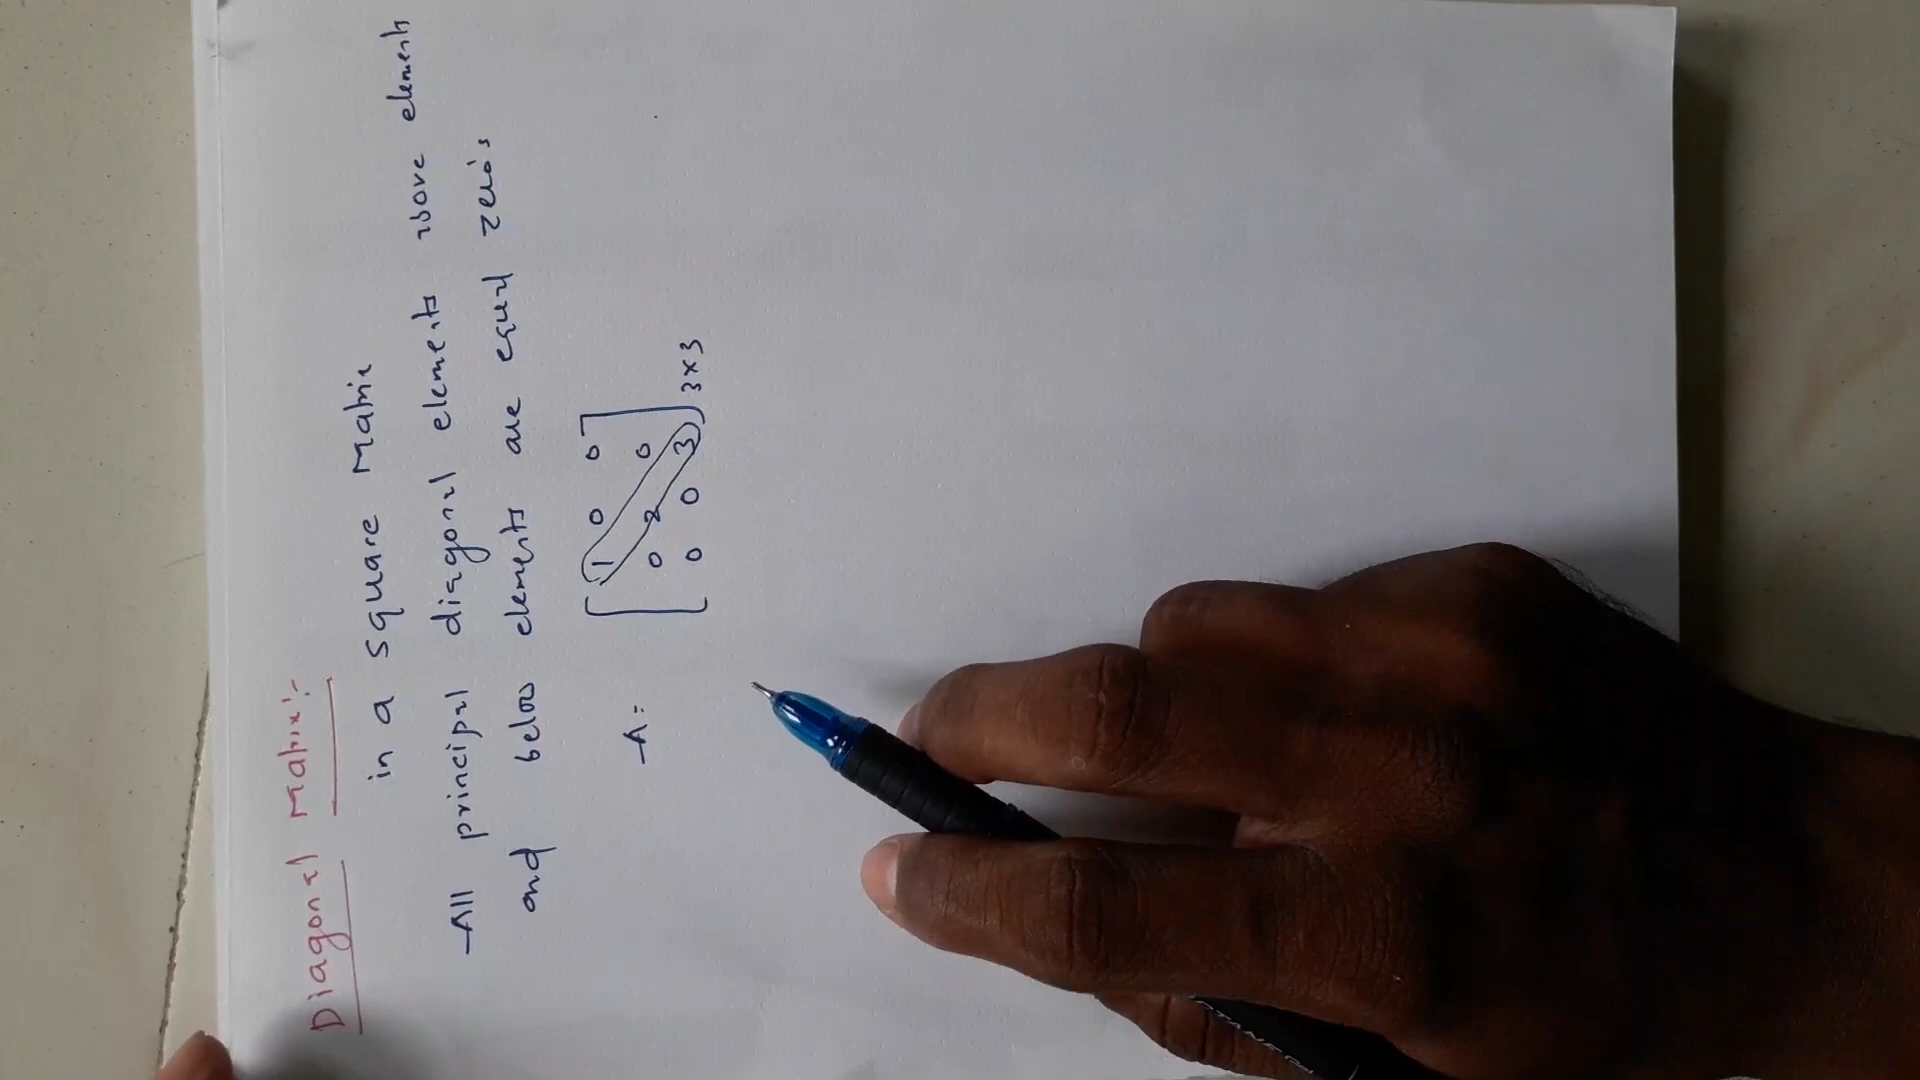 Diagonal Matrix:-
in a square Matrix
All principal diagonal elements above elements
and below elements are equal zero's
A = [ 1 0 0
0 2 0
0 0 3 ] 3x3